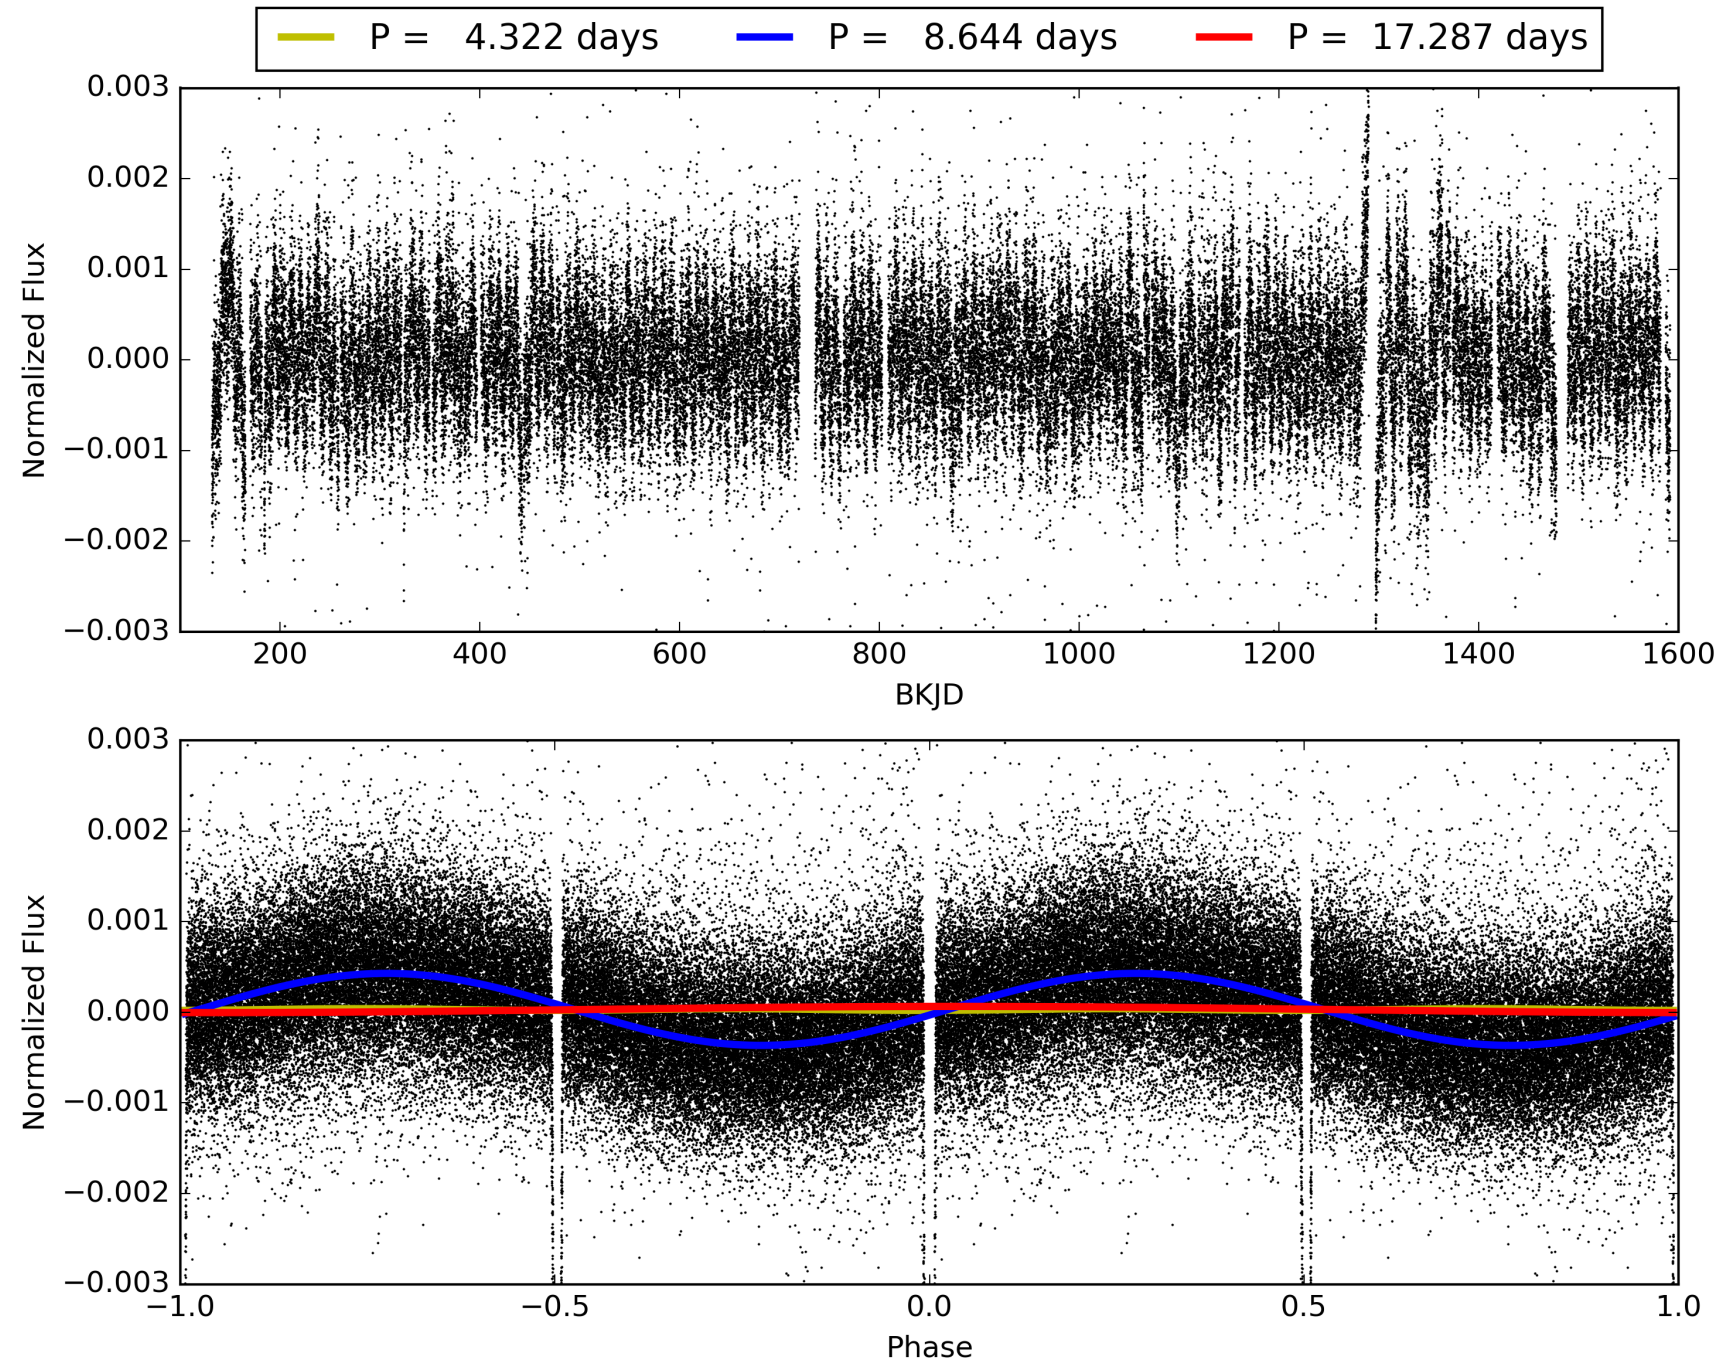 P = 4.322 days P = 8.644 days P = 17.287 days
0.003
0.002
0.001
0.000
−0.001
−0.002
−0.003
Normalized Flux
200 400 600 800 1000 1200 1400 1600
BKJD
0.003
0.002
0.001
0.000
−0.001
−0.002
−0.003
Normalized Flux
−1.0 −0.5 0.0 0.5 1.0
Phase